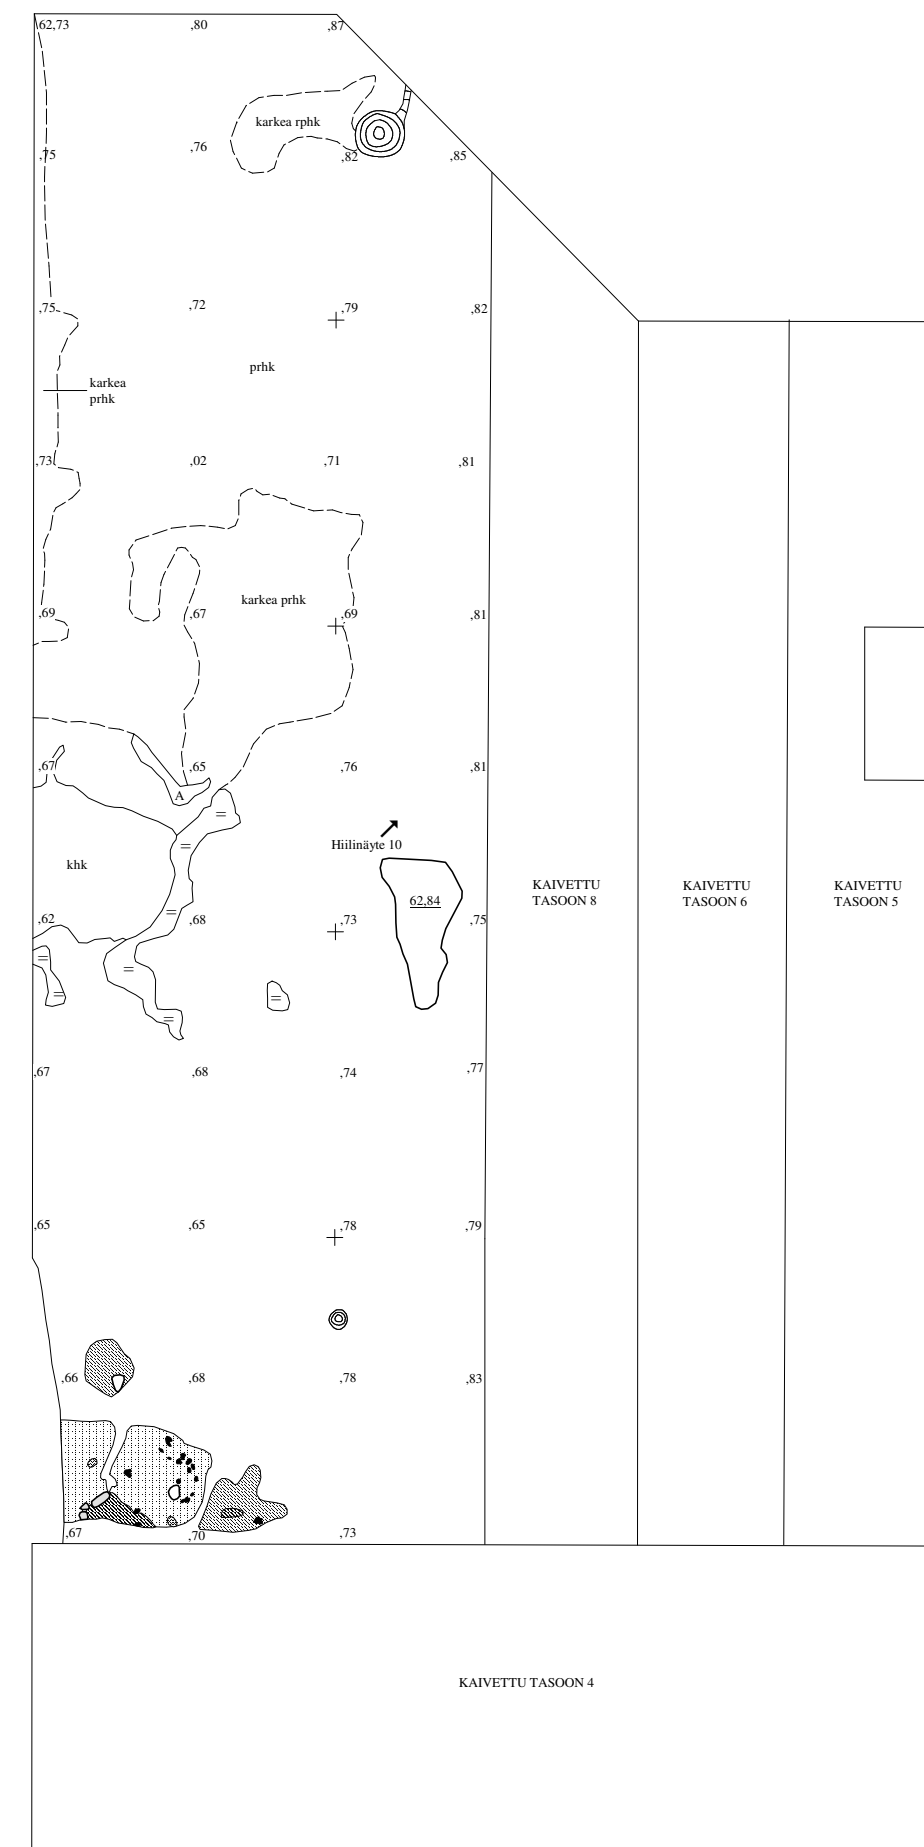 62,73 ,80 ,87
karkea rphk
,75 ,76 ,82 ,85
,75 ,72 ,79 ,82
prhk
karkea
prhk
,73 ,02 ,71 ,81
karkea prhk
,69 ,67 ,69 ,81
,67 ,65 ,76 ,81
A
=
Hiilinäyte 10
=
khk
KAIVETTU
TASOON 8
KAIVETTU
TASOON 6
KAIVETTU
TASOON 5
62,84
=
,62 ,68 ,73 ,75
= =
= =
=
,67 ,68 ,74 ,77
,65 ,65 ,78 ,79
,66 ,68 ,78 ,83
,67 ,70 ,73
KAIVETTU TASOON 4